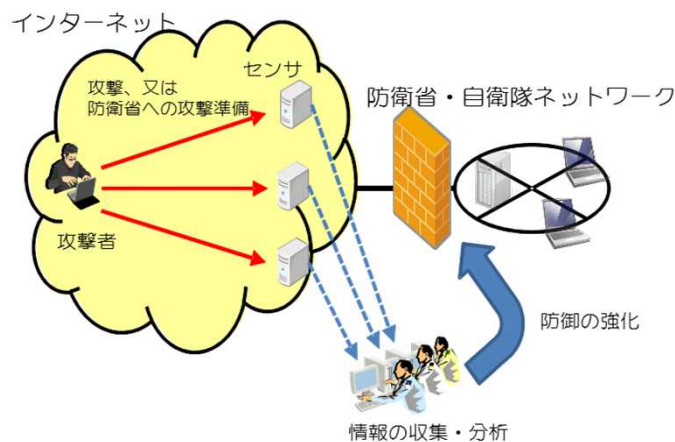 インターネット
センサ
攻撃、又は
防衛省への攻撃準備
防衛省・自衛隊ネットワーク
攻撃者
防御の強化
情報の収集・分析